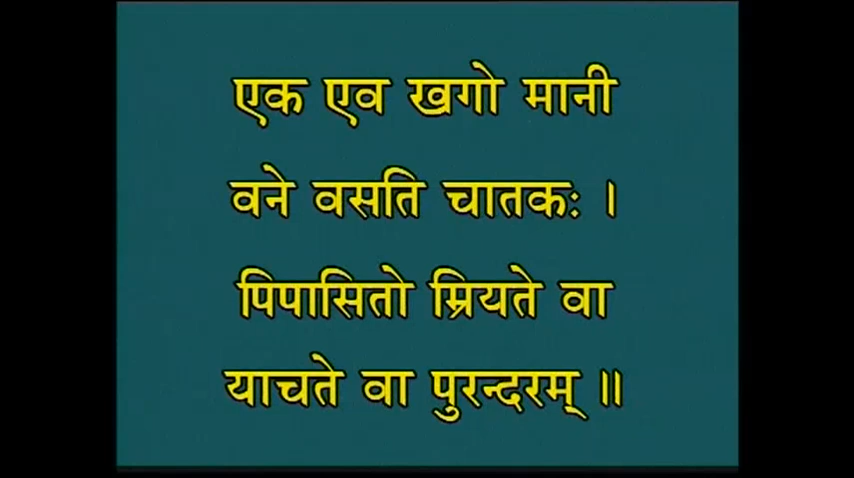 एक एव खगो मानी
वने वसति चातकः ।
पिपासितो म्रियते वा
याचते वा पुरन्दरम् ॥